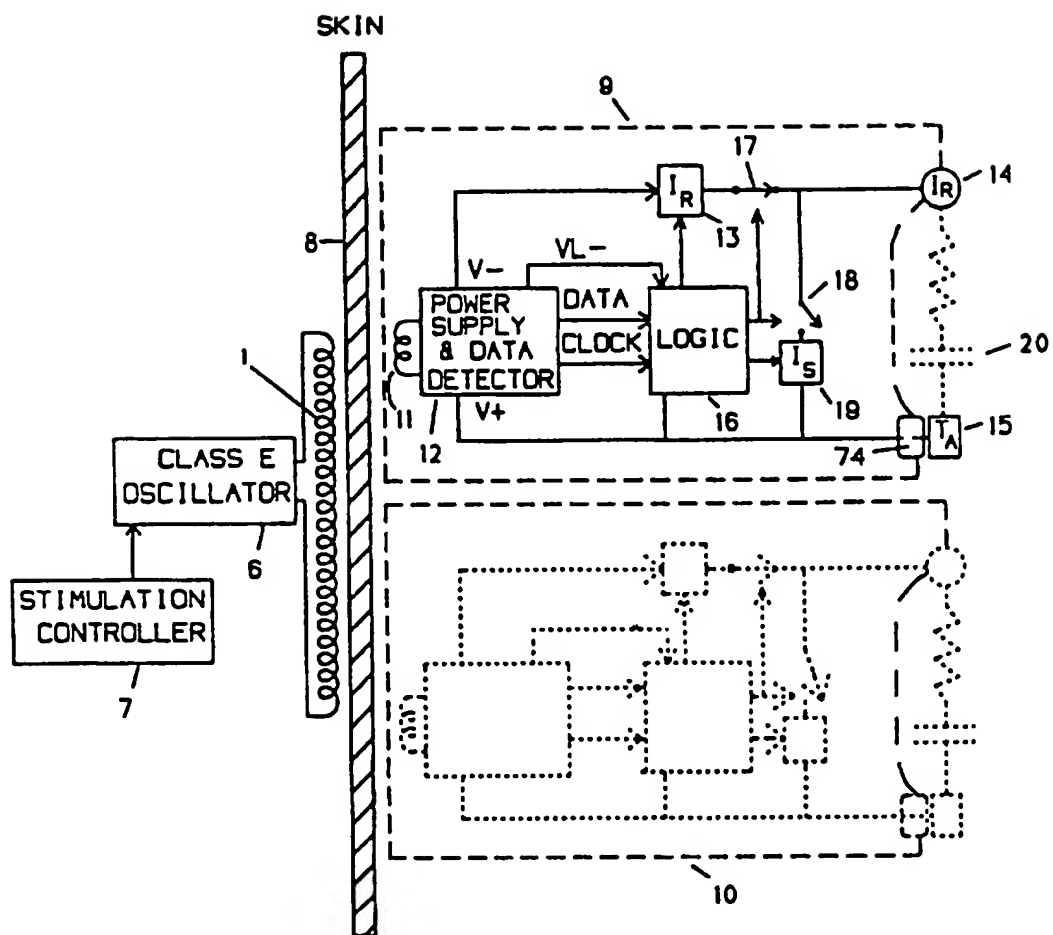 SKIN
9
17
I_R
14
I_R
13
8
V-
VL-
18
POWER
SUPPLY
& DATA
DETECTOR
DATA
CLOCK
LOGIC
I_S
20
1
11
12
V+
16
19
74
T_A
15
CLASS E
OSCILLATOR
6
STIMULATION
CONTROLLER
7
10